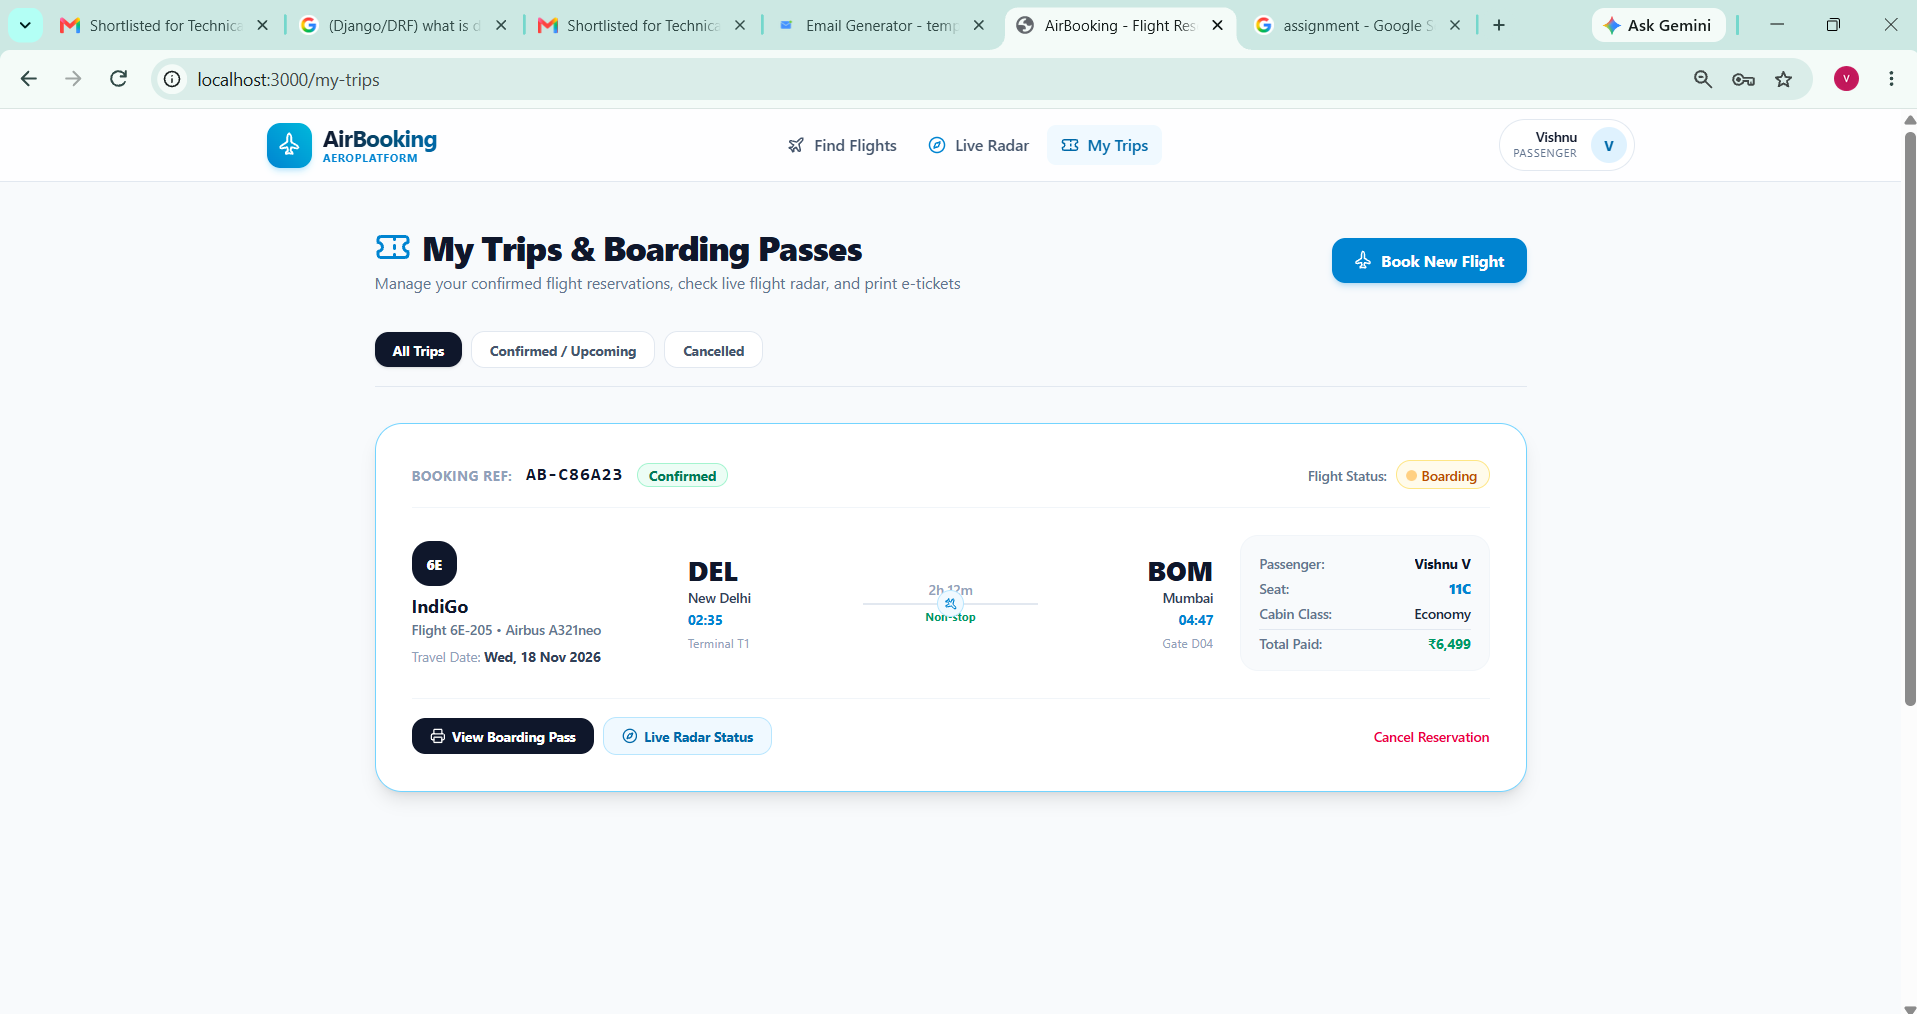 Shortlisted for Technica
(Django/DRF) what is d
Shortlisted for Technica
Email Generator - temp
AirBooking - Flight Res
assignment - Google S
Ask Gemini
localhost:3000/my-trips
V
AirBooking
AEROPLATFORM
Find Flights
Live Radar
My Trips
Vishnu
PASSENGER
V
My Trips & Boarding Passes
Manage your confirmed flight reservations, check live flight radar, and print e-tickets
Book New Flight
All Trips
Confirmed / Upcoming
Cancelled
BOOKING REF: AB-C86A23 Confirmed
Flight Status: Boarding
6E
IndiGo
Flight 6E-205 • Airbus A321neo
Travel Date: Wed, 18 Nov 2026
DEL
New Delhi
02:35
Terminal T1
2h 12m
Non-stop
BOM
Mumbai
04:47
Gate D04
Passenger: Vishnu V
Seat: 11C
Cabin Class: Economy
Total Paid: ₹6,499
View Boarding Pass
Live Radar Status
Cancel Reservation